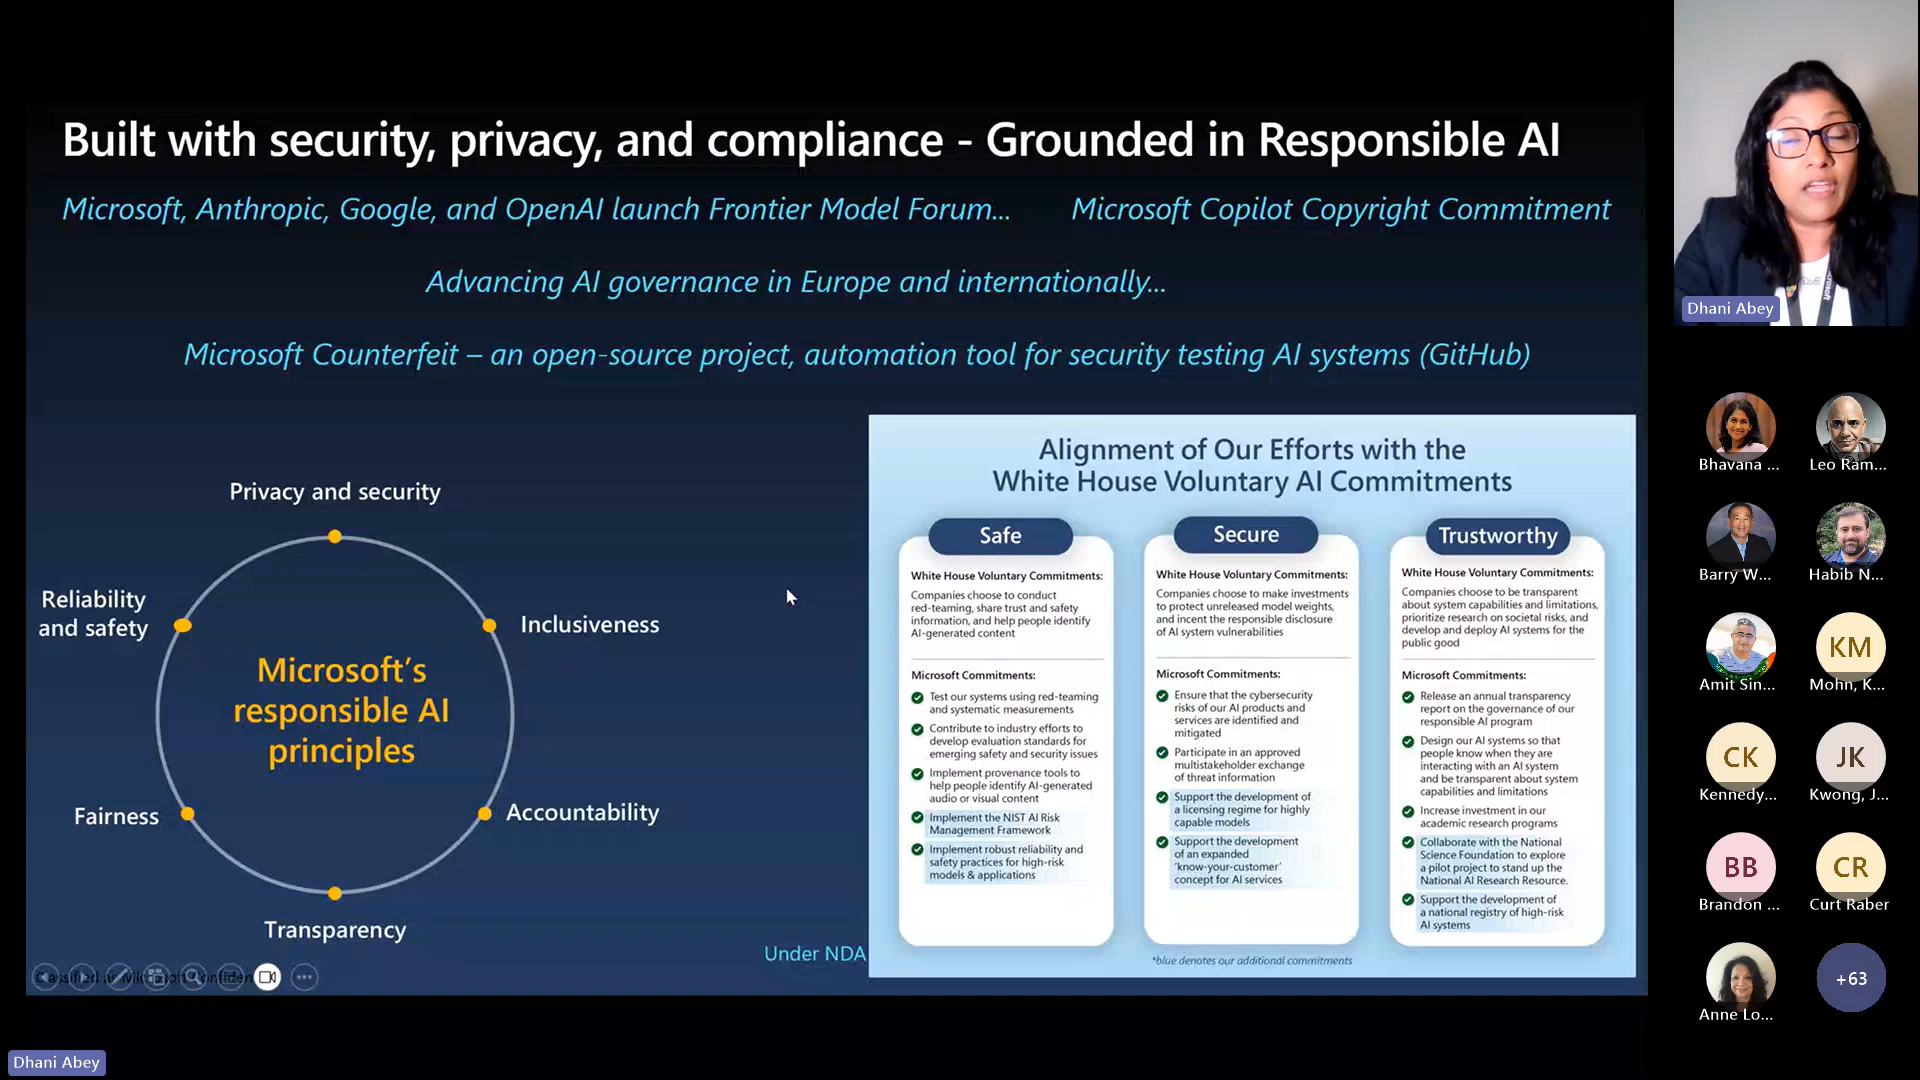 Built with security, privacy, and compliance - Grounded in Responsible AI
Microsoft, Anthropic, Google, and OpenAI launch Frontier Model Forum...
Microsoft Copilot Copyright Commitment
Advancing AI governance in Europe and internationally...
Microsoft Counterfeit – an open-source project, automation tool for security testing AI systems (GitHub)
Privacy and security
Reliability
and safety
Inclusiveness
Microsoft's
responsible AI
principles
Fairness
Accountability
Transparency
Under NDA
Alignment of Our Efforts with the
White House Voluntary AI Commitments
Safe
White House Voluntary Commitments:
Companies choose to conduct
red-teaming, share trust and safety
information, and help people identify
AI-generated content
Microsoft Commitments:
Test our systems using red-teaming
and systematic measurements
Contribute to industry efforts to
develop evaluation standards for
emerging safety and security issues
Implement provenance tools to
help people identify AI-generated
audio or visual content
Implement the NIST AI Risk
Management Framework
Implement robust reliability and
safety practices for high-risk
models & applications
Secure
White House Voluntary Commitments:
Companies choose to make investments
to protect unreleased model weights,
and incent the responsible disclosure
of AI system vulnerabilities
Microsoft Commitments:
Ensure that the cybersecurity
risks of our AI products and
services are identified and
mitigated
Participate in an approved
multistakeholder exchange
of threat information
Support the development of
a licensing regime for highly
capable models
Support the development
of an expanded
'know-your-customer'
concept for AI services
Trustworthy
White House Voluntary Commitments:
Companies choose to be transparent
about system capabilities and limitations,
prioritize research on societal risks, and
develop and deploy AI systems for the
public good
Microsoft Commitments:
Release an annual transparency
report on the governance of our
responsible AI program
Design our AI systems so that
people know when they are
interacting with an AI system
and be transparent about system
capabilities and limitations
Increase investment in our
academic research programs
Collaborate with the National
Science Foundation to explore
a pilot project to stand up the
National AI Research Resource.
Support the development of
a national registry of high-risk
AI systems
*blue denotes our additional commitments
Dhani Abey
Dhani Abey
Bhavana ...
Leo Ram...
Barry W...
Habib N...
Amit Sin...
KM
Mohn, K...
CK
Kennedy...
JK
Kwong, J...
BB
Brandon ...
CR
Curt Raber
Anne Lo...
+63